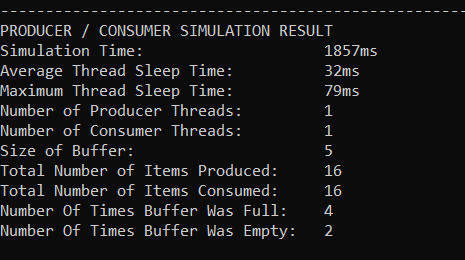 PRODUCER / CONSUMER SIMULATION RESULT
Simulation Time: 1857ms
Average Thread Sleep Time: 32ms
Maximum Thread Sleep Time: 79ms
Number of Producer Threads: 1
Number of Consumer Threads: 1
Size of Buffer: 5
Total Number of Items Produced: 16
Total Number of Items Consumed: 16
Number Of Times Buffer Was Full: 4
Number Of Times Buffer Was Empty: 2